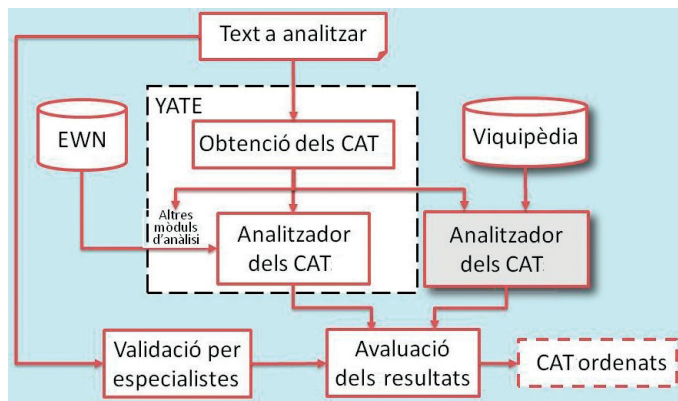 Text a analitzar
YATE
EWN
Obtenció dels CAT
Viquipèdia
Altres
mòduls
d'anàlisi
Analitzador
dels CAT
Analitzador
dels CAT
Validació per
especialistes
Avaluació
dels resultats
CAT ordenats